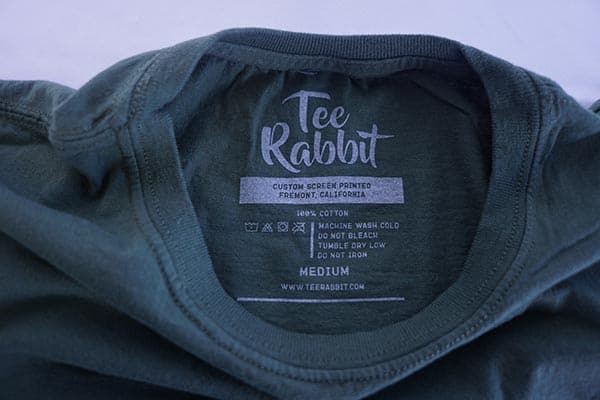 Tee
Rabbit
CUSTOM SCREEN PRINTED
FREMONT, CALIFORNIA
100% COTTON
MACHINE WASH COLD
DO NOT BLEACH
TUMBLE DRY LOW
DO NOT IRON
MEDIUM
WWW.TEERABBIT.COM